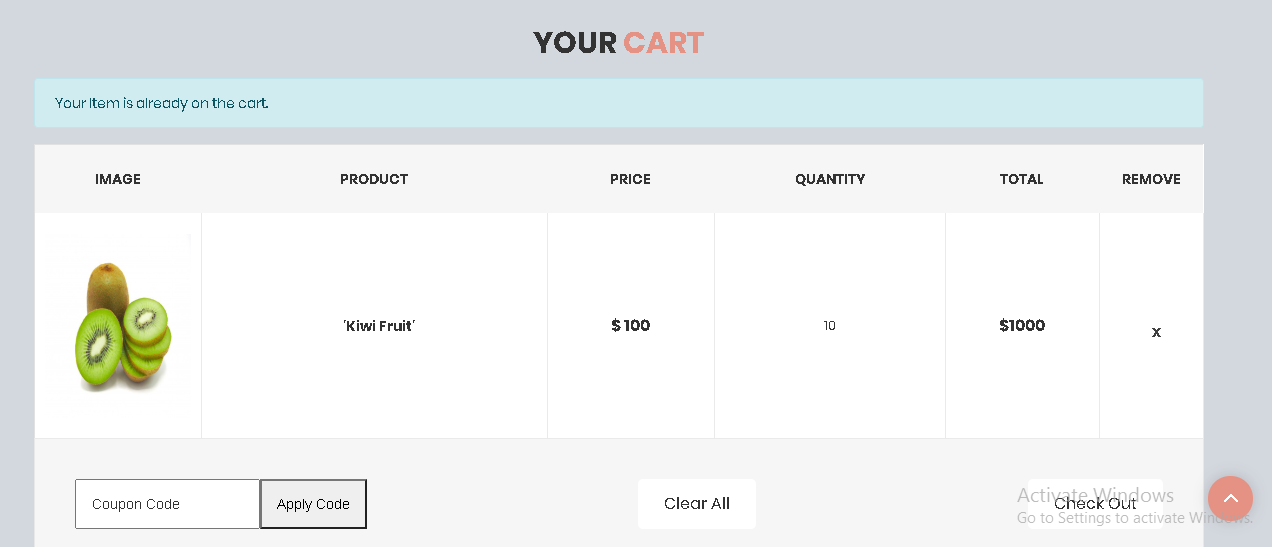 YOUR CART
Your Item is already on the cart.
IMAGE PRODUCT PRICE QUANTITY TOTAL REMOVE
'Kiwi Fruit' $ 100 10 $1000 x
Coupon Code Apply Code Clear All Check Out
Activate Windows
Go to Settings to activate Windows.